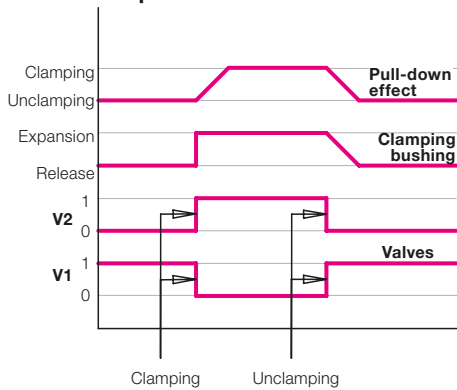 Clamping
Unclamping
Pull-down
effect
Expansion
Release
Clamping
bushing
V2
1
0
V1
1
0
Valves
Clamping
Unclamping